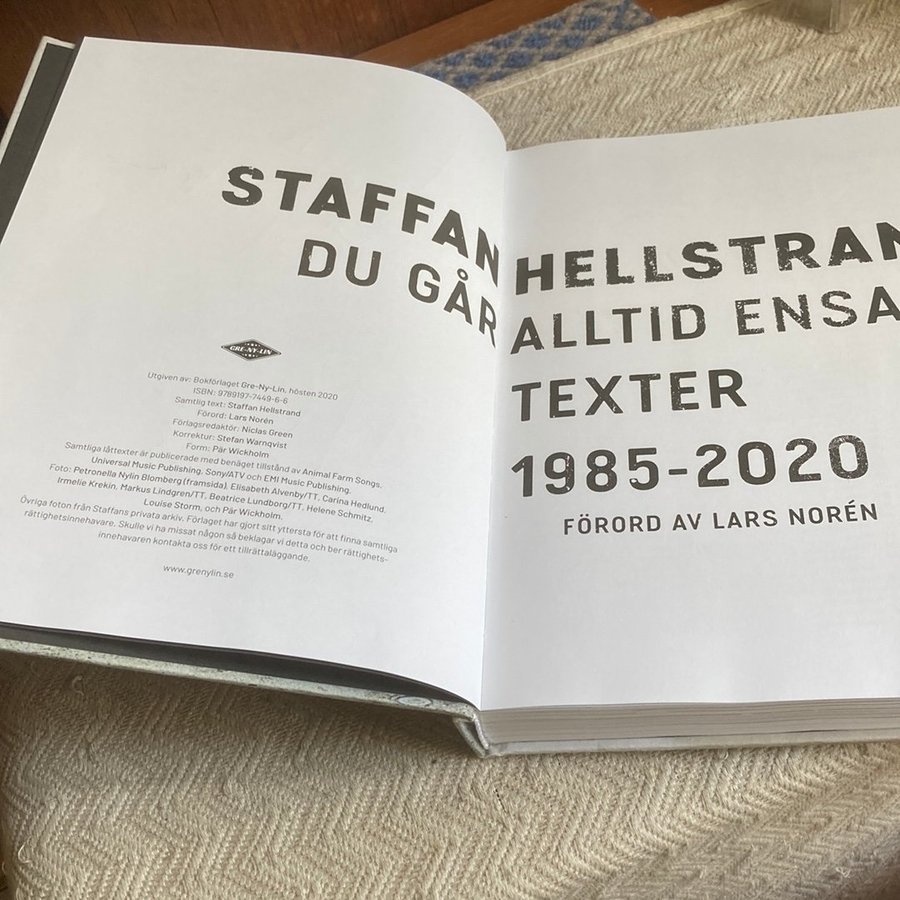 STAFFAN HELLSTRAN
DU GÅR ALLTID ENSA
TEXTER
1985-2020
FÖRORD AV LARS NORÉN
GRE-NY-LIN
Utgiven av: Bokförlaget Gre-Ny-Lin, hösten 2020
ISBN: 9789197-7449-6-6
Samtlig text: Staffan Hellstrand
Förord: Lars Norén
Förlagsredaktör: Niclas Green
Korrektur: Stefan Warnqvist
Form: Pär Wickholm
Samtliga låttexter är publicerade med benäget tillstånd av Animal Farm Songs,
Universal Music Publishing, Sony/ATV och EMI Music Publishing.
Foto: Petronella Nylin Blomberg (framsida), Elisabeth Alvenby/TT, Carina Hedlund,
Irmelie Krekin, Markus Lindgren/TT, Beatrice Lundborg/TT, Helene Schmitz,
Louise Storm, och Pär Wickholm.
Övriga foton från Staffans privata arkiv. Förlaget har gjort sitt yttersta för att finna samtliga
rättighetsinnehavare. Skulle vi ha missat någon så beklagar vi detta och ber rättighets-
innehavaren kontakta oss för ett tillrättaläggande.
www.grenylin.se